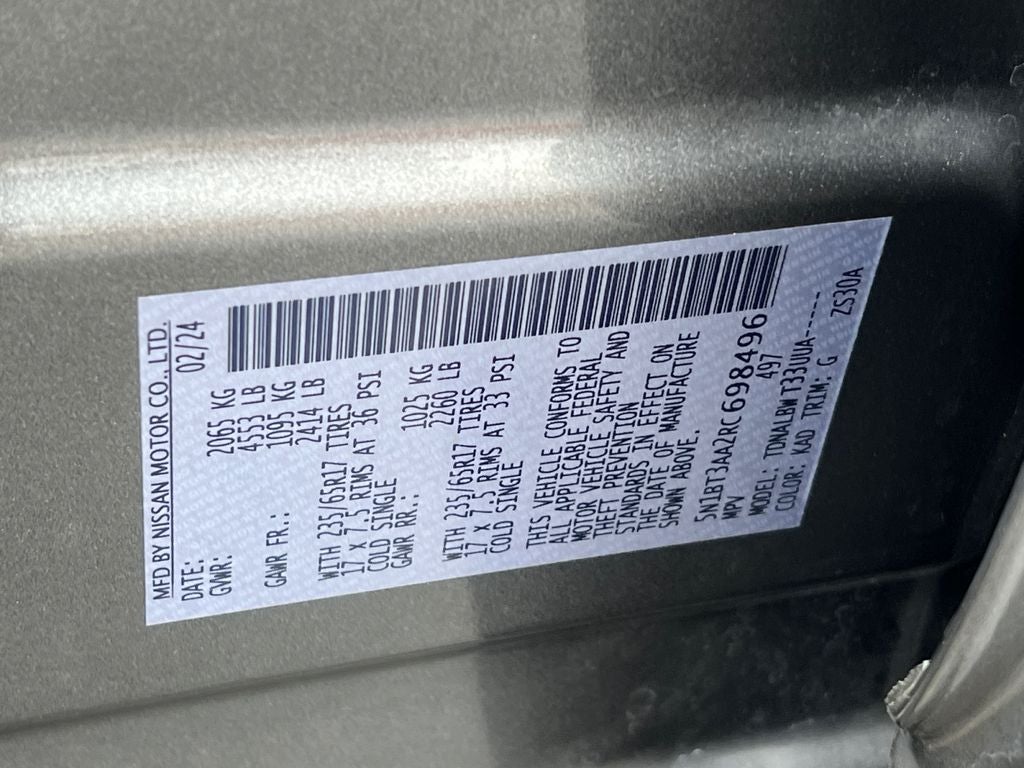 MFD BY NISSAN MOTOR CO., LTD.
DATE: 02/24
GVWR: 2065 KG
4553 LB
GAWR FR.: 1095 KG
2414 LB
WITH 235/65R17 TIRES
17 X 7.5 RIMS AT 36 PSI
COLD SINGLE
GAWR RR.: 1025 KG
2260 LB
WITH 235/65R17 TIRES
17 X 7.5 RIMS AT 33 PSI
COLD SINGLE
THIS VEHICLE CONFORMS TO
ALL APPLICABLE FEDERAL
MOTOR VEHICLE SAFETY AND
THEFT PREVENTION
STANDARDS IN EFFECT ON
THE DATE OF MANUFACTURE
SHOWN ABOVE.
5N1BT3AA2RC698496
MPV 497
MODEL: TDNALBW T33UUA-----
COLOR: KAD TRIM: G ZS30A